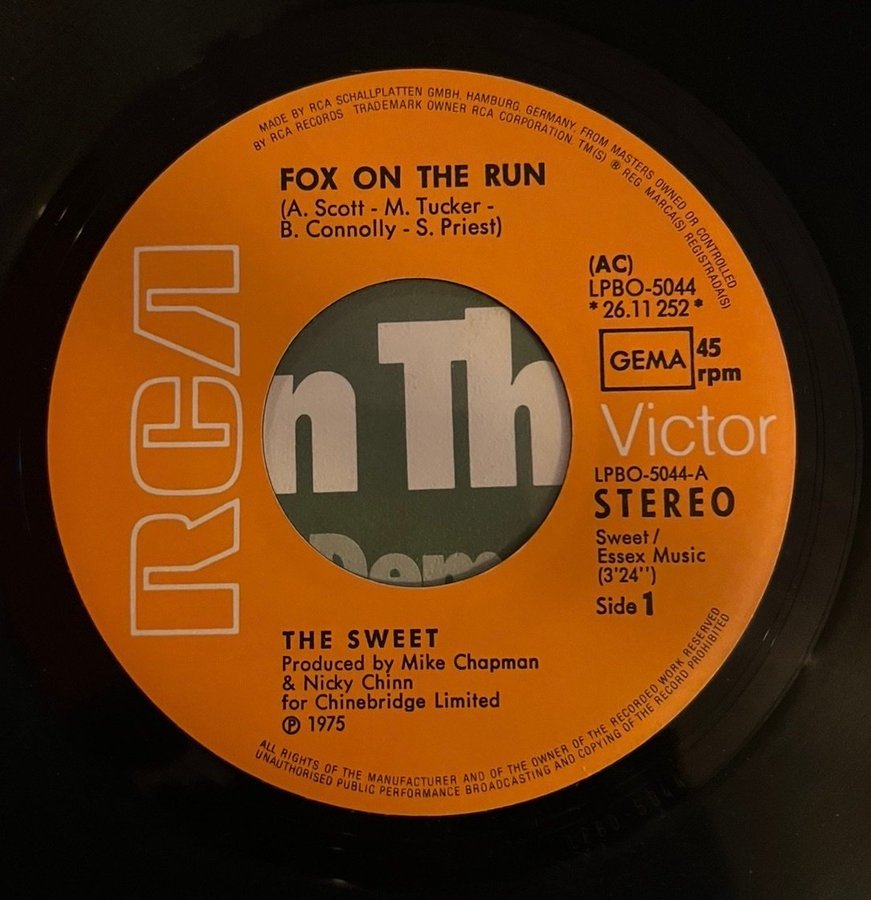 MADE BY RCA SCHALLPLATTEN GMBH, HAMBURG, GERMANY, FROM MASTERS OWNED OR CONTROLLED
BY RCA RECORDS TRADEMARK OWNER RCA CORPORATION. TM(S) ® REG MARCA(S) REGISTRADA(S)
FOX ON THE RUN
(A. Scott - M. Tucker -
B. Connolly - S. Priest)
(AC)
LPBO-5044
* 26.11 252 *
GEMA
45
rpm
RCA
Victor
n Th
Dem
LPBO-5044-A
STEREO
Sweet/
Essex Music
(3'24'')
Side 1
THE SWEET
Produced by Mike Chapman
& Nicky Chinn
for Chinebridge Limited
℗ 1975
ALL RIGHTS OF THE MANUFACTURER AND OF THE OWNER OF THE RECORDED WORK RESERVED
UNAUTHORISED PUBLIC PERFORMANCE BROADCASTING AND COPYING OF THE RECORD PROHIBITED